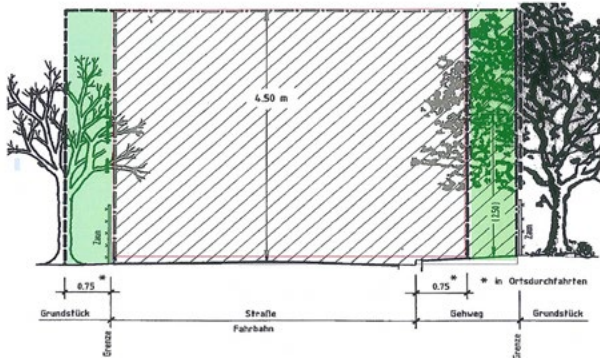 4.50 m
(2.50)
Zaun
Zaun
0.75 *
0.75 *
* in Ortsdurchfahrten
Grundstück
Straße
Gehweg
Grundstück
Fahrbahn
Grenze
Grenze